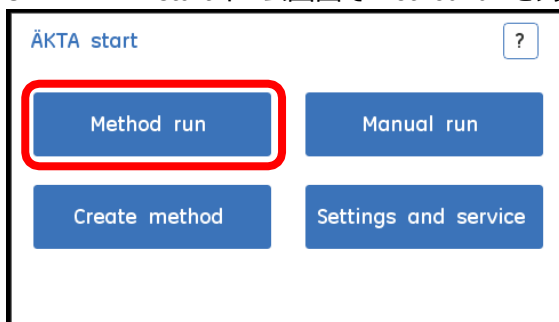 ÄKTA start
?
Method run
Manual run
Create method
Settings and service